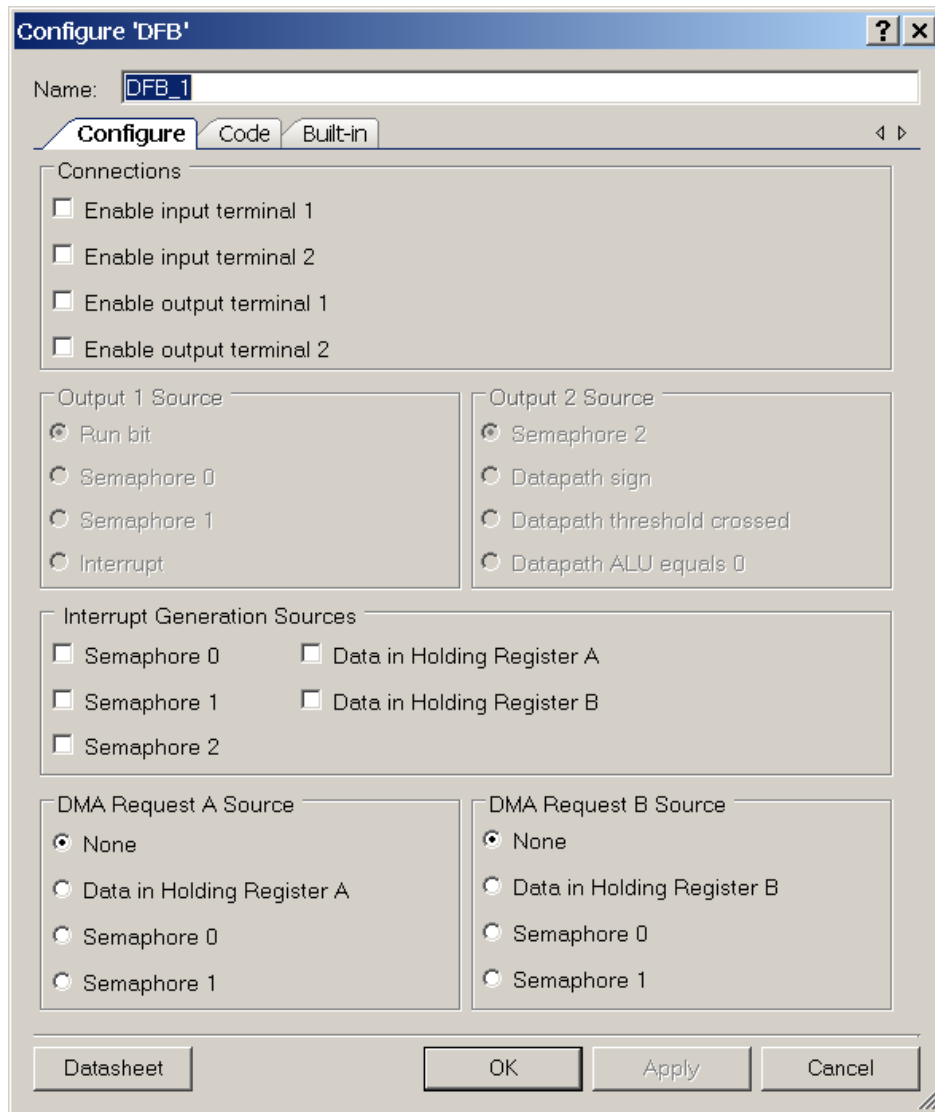 Configure 'DFB'
Name: DFB_1
Configure Code Built-in
Connections
Enable input terminal 1
Enable input terminal 2
Enable output terminal 1
Enable output terminal 2
Output 1 Source
Run bit
Semaphore 0
Semaphore 1
Interrupt
Output 2 Source
Semaphore 2
Datapath sign
Datapath threshold crossed
Datapath ALU equals 0
Interrupt Generation Sources
Semaphore 0 Data in Holding Register A
Semaphore 1 Data in Holding Register B
Semaphore 2
DMA Request A Source
None
Data in Holding Register A
Semaphore 0
Semaphore 1
DMA Request B Source
None
Data in Holding Register B
Semaphore 0
Semaphore 1
Datasheet OK Apply Cancel